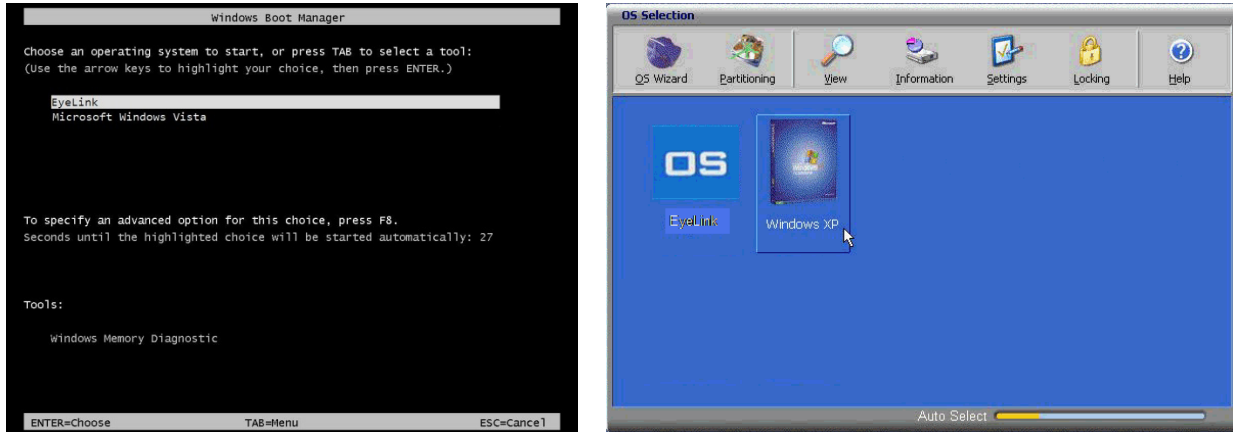 Windows Boot Manager
Choose an operating system to start, or press TAB to select a tool:
(Use the arrow keys to highlight your choice, then press ENTER.)
EyeLink
Microsoft Windows Vista
To specify an advanced option for this choice, press F8.
Seconds until the highlighted choice will be started automatically: 27
Tools:
Windows Memory Diagnostic
ENTER=Choose TAB=Menu ESC=Cancel
OS Selection
OS Wizard Partitioning View Information Settings Locking Help
OS
EyeLink Windows XP
Auto Select